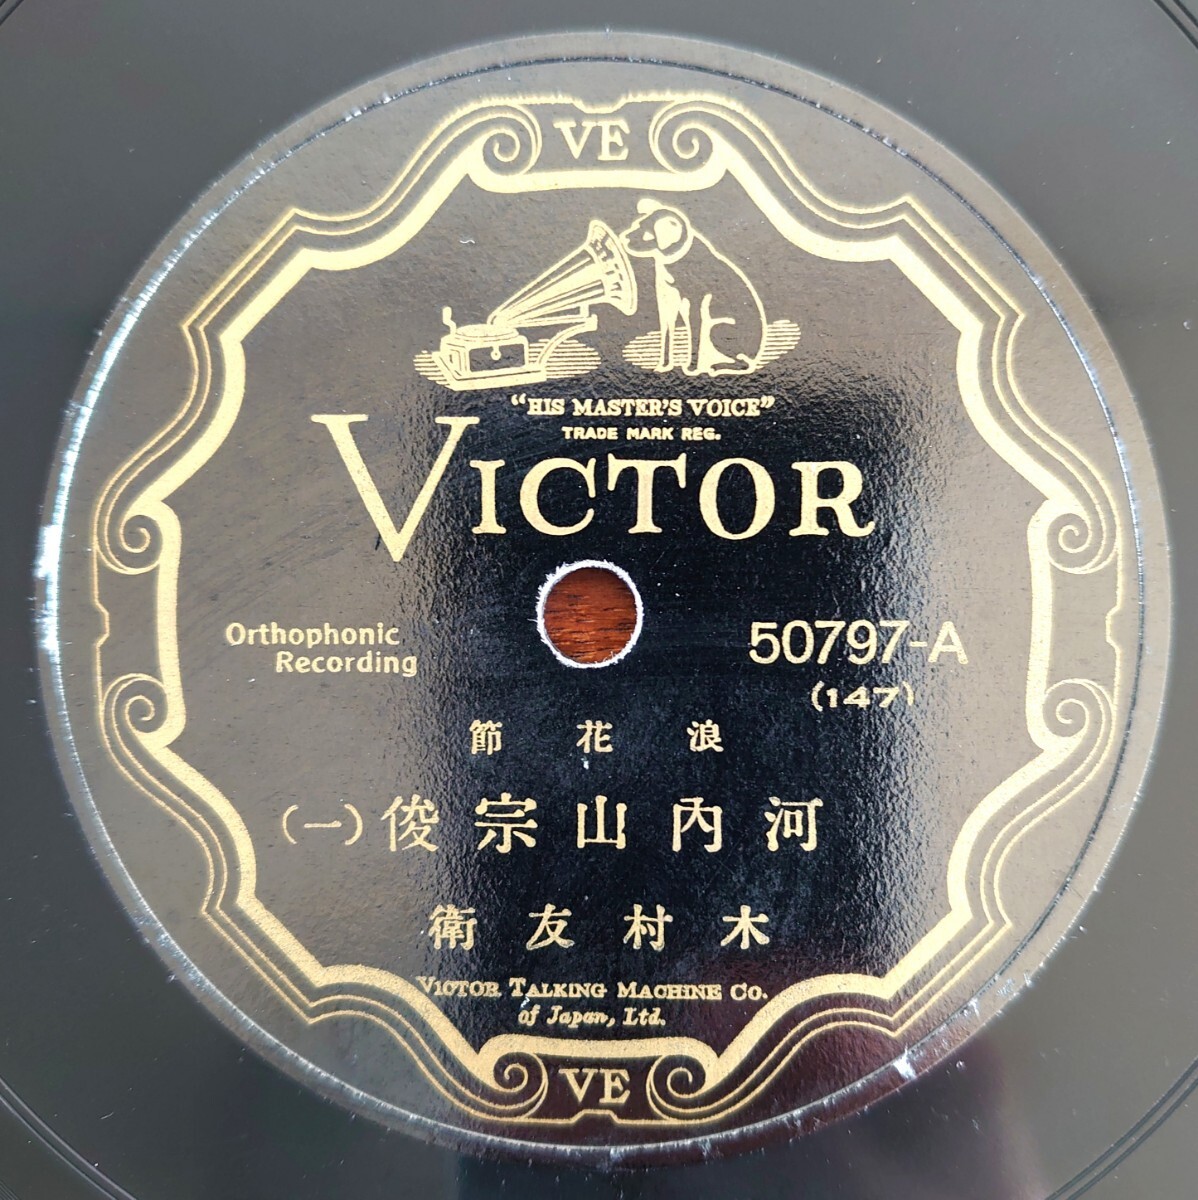 VE
"HIS MASTER'S VOICE"
TRADE MARK REG.
VICTOR
Orthophonic
Recording
50797-A
(147)
浪花節
河內山宗俊(一)
木村友衛
VICTOR TALKING MACHINE CO.
of Japan, Ltd.
VE